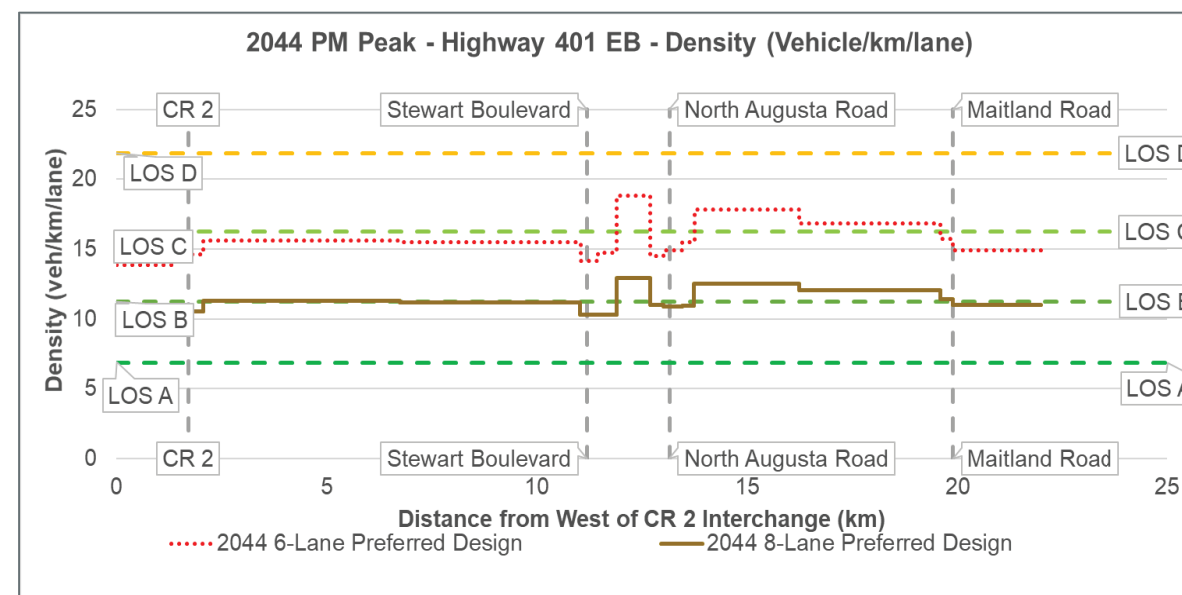 2044 PM Peak - Highway 401 EB - Density (Vehicle/km/lane)
25
CR 2
Stewart Boulevard
North Augusta Road
Maitland Road
LOS D
LOS D
20
LOS C
LOS C
15
LOS B
LOS B
10
LOS A
LOS A
5
0
CR 2
Stewart Boulevard
North Augusta Road
Maitland Road
0 5 10 15 20 25
Density (veh/km/lane)
Distance from West of CR 2 Interchange (km)
2044 6-Lane Preferred Design 2044 8-Lane Preferred Design